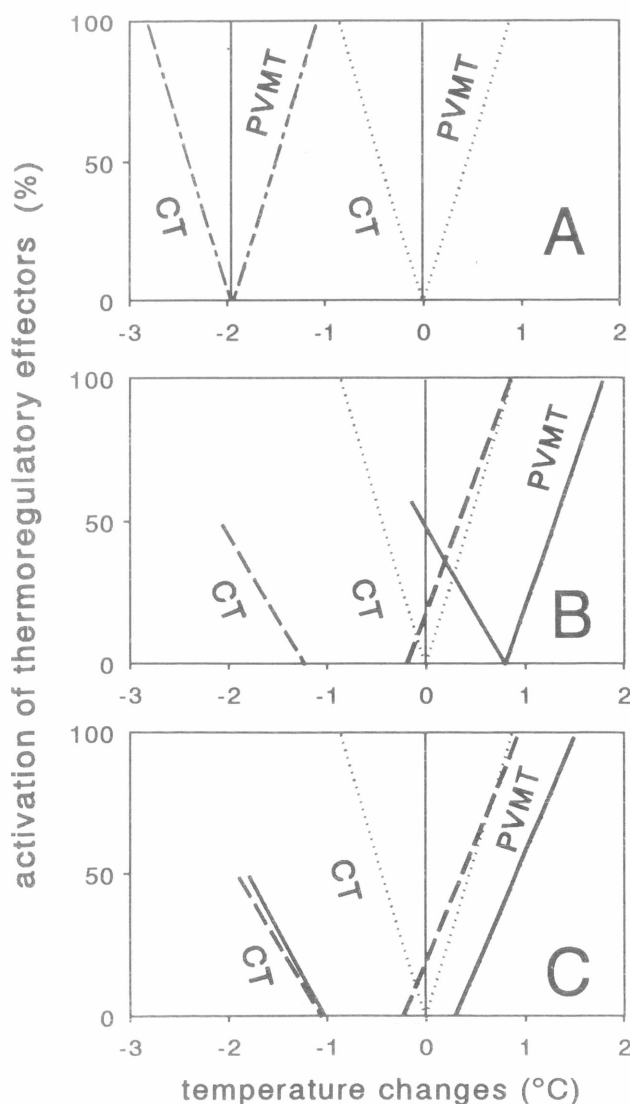 activation of thermoregulatory effectors (%)
100
50
0
CT
PVMT
CT
PVMT
A
-3 -2 -1 0 1 2
100
50
0
CT
CT
PVMT
B
-3 -2 -1 0 1 2
100
50
0
CT
CT
PVMT
C
-3 -2 -1 0 1 2
temperature changes (°C)